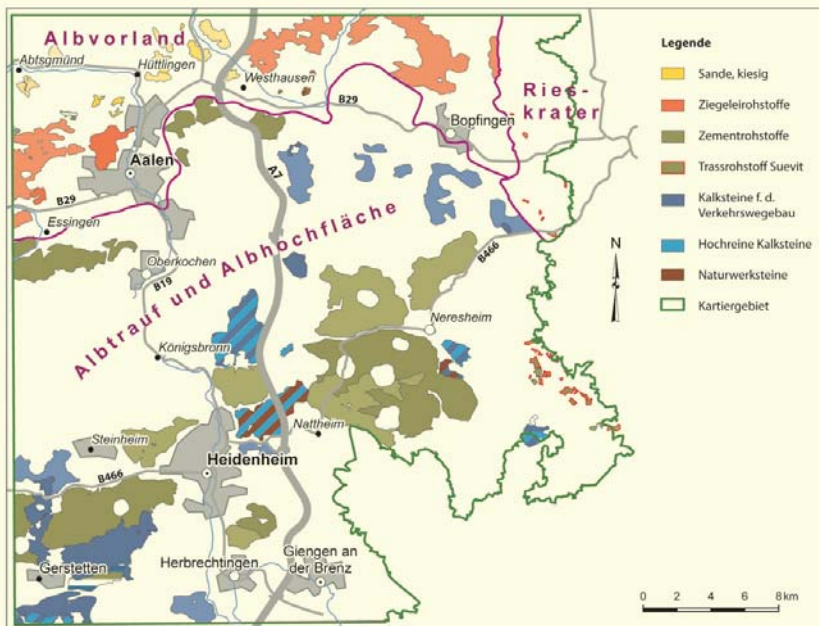 Albvorland
Abtsgmünd
Hüttlingen
Westhausen
B29
Ries-
krater
Bopfingen
Aalen
A7
B29
Essingen
Albtrauf und Albhochfläche
Oberkochen
B19
B466
Neresheim
Königsbronn
Nattheim
Steinheim
Heidenheim
B466
Herbrechtingen
Giengen an
der Brenz
Gerstetten
Legende
Sande, kiesig
Ziegeleirohstoffe
Zementrohstoffe
Trassrohstoff Suevit
Kalksteine f. d.
Verkehrswegebau
Hochreine Kalksteine
Naturwerksteine
Kartiergebiet
N
0 2 4 6 8 km